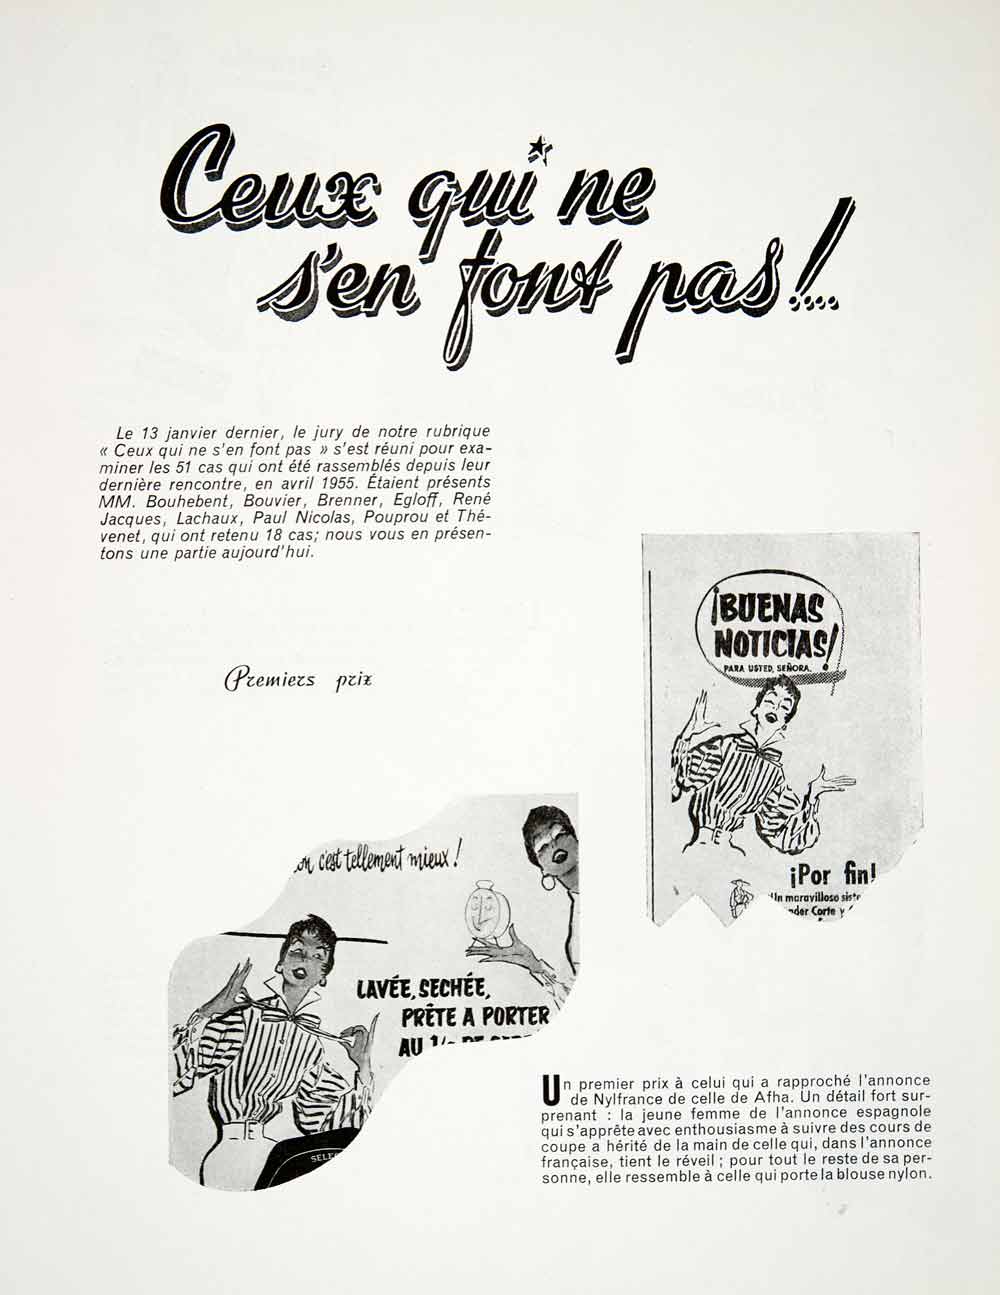 Ceux qui ne
s'en font pas!...
Le 13 janvier dernier, le jury de notre rubrique
« Ceux qui ne s'en font pas » s'est réuni pour exa-
miner les 51 cas qui ont été rassemblés depuis leur
dernière rencontre, en avril 1955. Étaient présents
MM. Bouhebent, Bouvier, Brenner, Egloff, René
Jacques, Lachaux, Paul Nicolas, Pouprou et Thé-
venet, qui ont retenu 18 cas; nous vous en présen-
tons une partie aujourd'hui.
Premiers prix
¡BUENAS
NOTICIAS!
PARA USTED, SEÑORA.
¡Por fin!
Un maravilloso siste
nder Corte y
c'est tellement mieux!
LAVÉE, SECHÉE,
PRÊTE A PORTER
AU
SELEC
Un premier prix à celui qui a rapproché l'annonce
de Nylfrance de celle de Afha. Un détail fort sur-
prenant : la jeune femme de l'annonce espagnole
qui s'apprête avec enthousiasme à suivre des cours de
coupe a hérité de la main de celle qui, dans l'annonce
française, tient le réveil ; pour tout le reste de sa per-
sonne, elle ressemble à celle qui porte la blouse nylon.